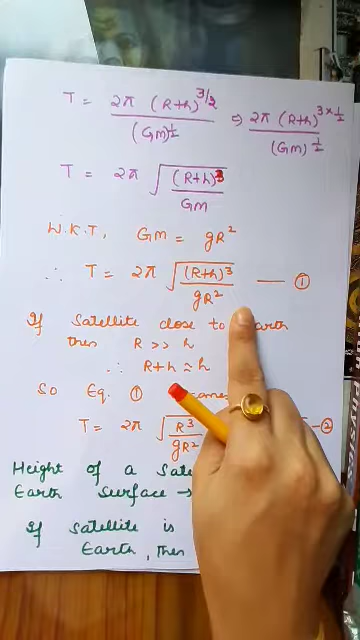 T = 2π (R+h)^3/2 / (GM)^1/2 ⇒ 2π (R+h)^3×1/2 / (GM)^1/2
T = 2π √((R+h)^3 / GM)
W.K.T, GM = gR²
∴ T = 2π √((R+h)^3 / gR²) — ①
If Satellite close to Earth
then R >> h
∴ R+h ≈ h
So Eq. ①
T = 2π √(R³ / gR²) — ②
Height of a
Earth Surface →
If Satellite is
Earth, then